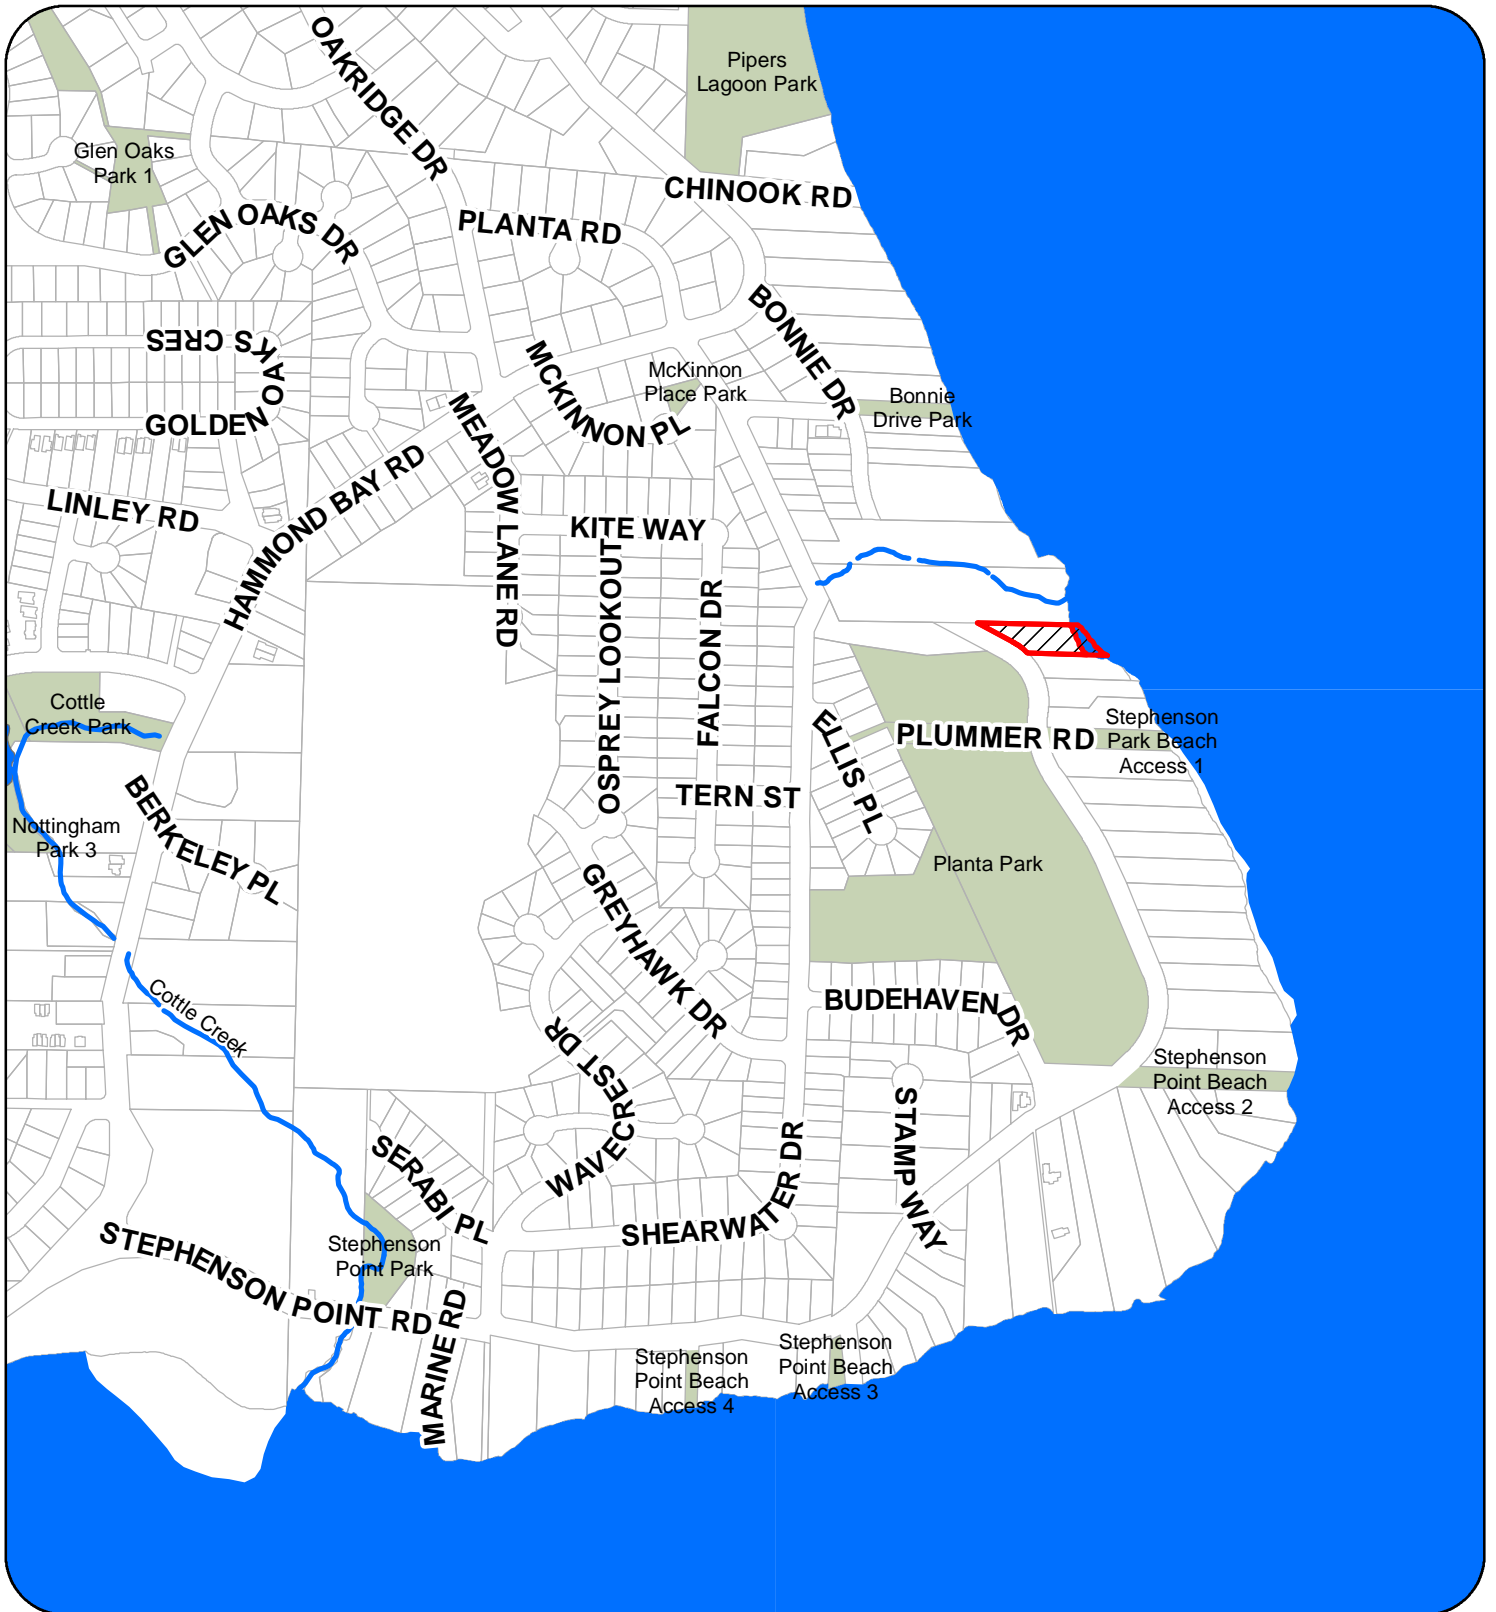 OAKRIDGE DR
Pipers
Lagoon Park
Glen Oaks
Park 1
CHINOOK RD
PLANTA RD
GLEN OAKS DR
BONNIE DR
GOLDEN OAKS CRES
MCKINNON PL
McKinnon
Place Park
Bonnie
Drive Park
MEADOW LANE RD
HAMMOND BAY RD
LINLEY RD
KITE WAY
OSPREY LOOKOUT
FALCON DR
Cottle
Creek Park
ELLIS PL
PLUMMER RD
Stephenson
Park Beach
Access 1
BERKELEY PL
TERN ST
Nottingham
Park 3
Planta Park
GREYHAWK DR
Cottle Creek
BUDEHAVEN DR
WAVECREST DR
Stephenson
Point Beach
Access 2
STAMP WAY
SERABI PL
SHEARWATER DR
STEPHENSON POINT RD
Stephenson
Point Park
MARINE RD
Stephenson
Point Beach
Access 4
Stephenson
Point Beach
Access 3